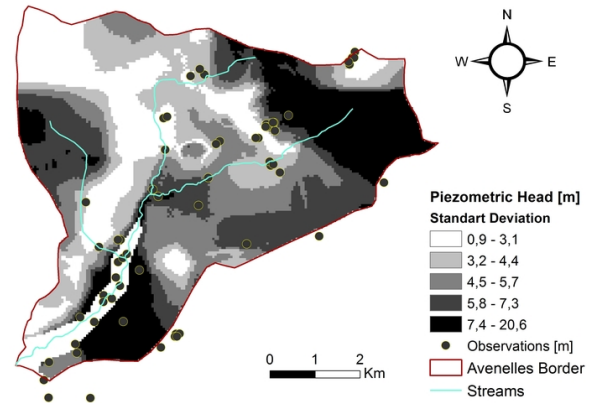 N
W E
S
Piezometric Head [m]
Standart Deviation
0,9 - 3,1
3,2 - 4,4
4,5 - 5,7
5,8 - 7,3
7,4 - 20,6
Observations [m]
Avenelles Border
Streams
0 1 2
Km